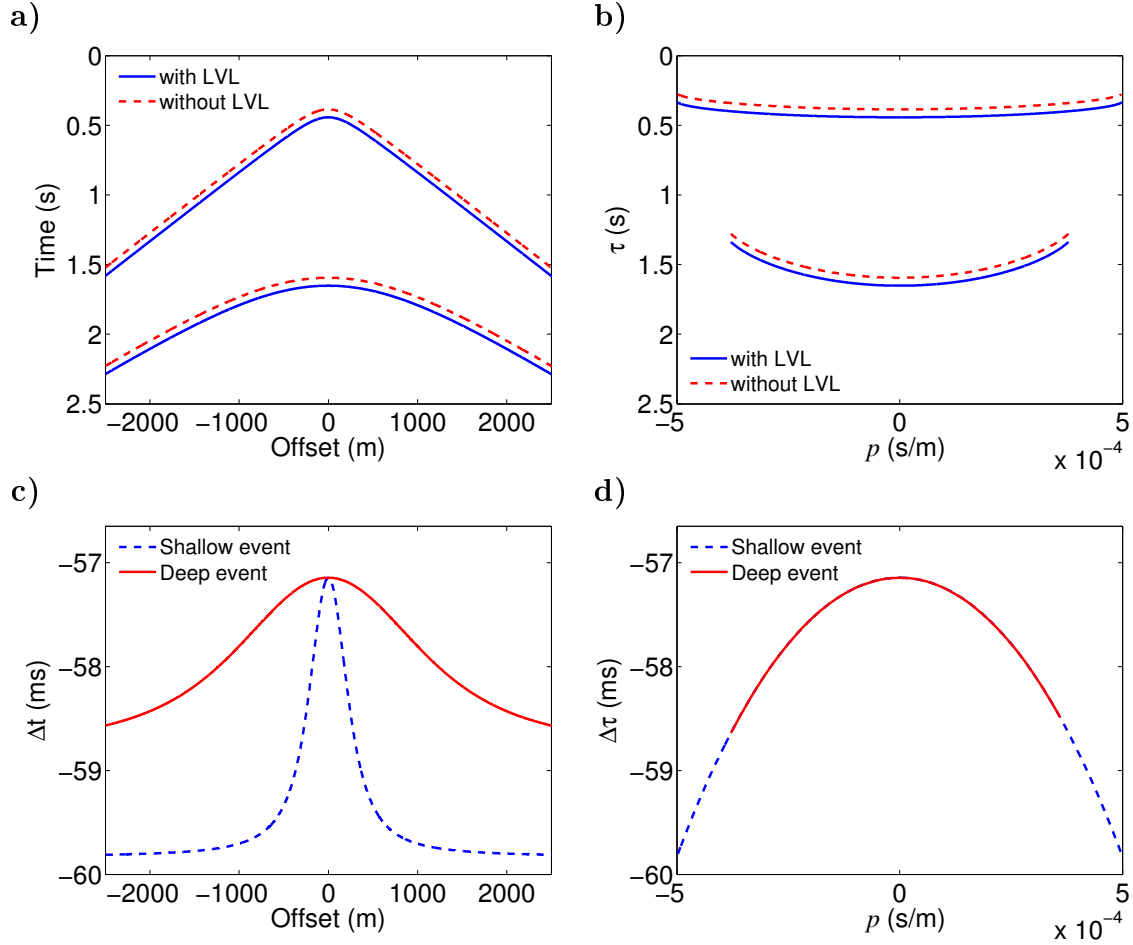 a)
0
0.5
1
1.5
2
2.5
Time (s)
−2000
−1000
0
1000
2000
Offset (m)
with LVL
without LVL
b)
0
0.5
1
1.5
2
2.5
τ (s)
−5
0
5
p (s/m)
x 10⁻⁴
with LVL
without LVL
c)
−57
−58
−59
−60
Δt (ms)
−2000
−1000
0
1000
2000
Offset (m)
Shallow event
Deep event
d)
−57
−58
−59
−60
Δτ (ms)
−5
0
5
p (s/m)
x 10⁻⁴
Shallow event
Deep event